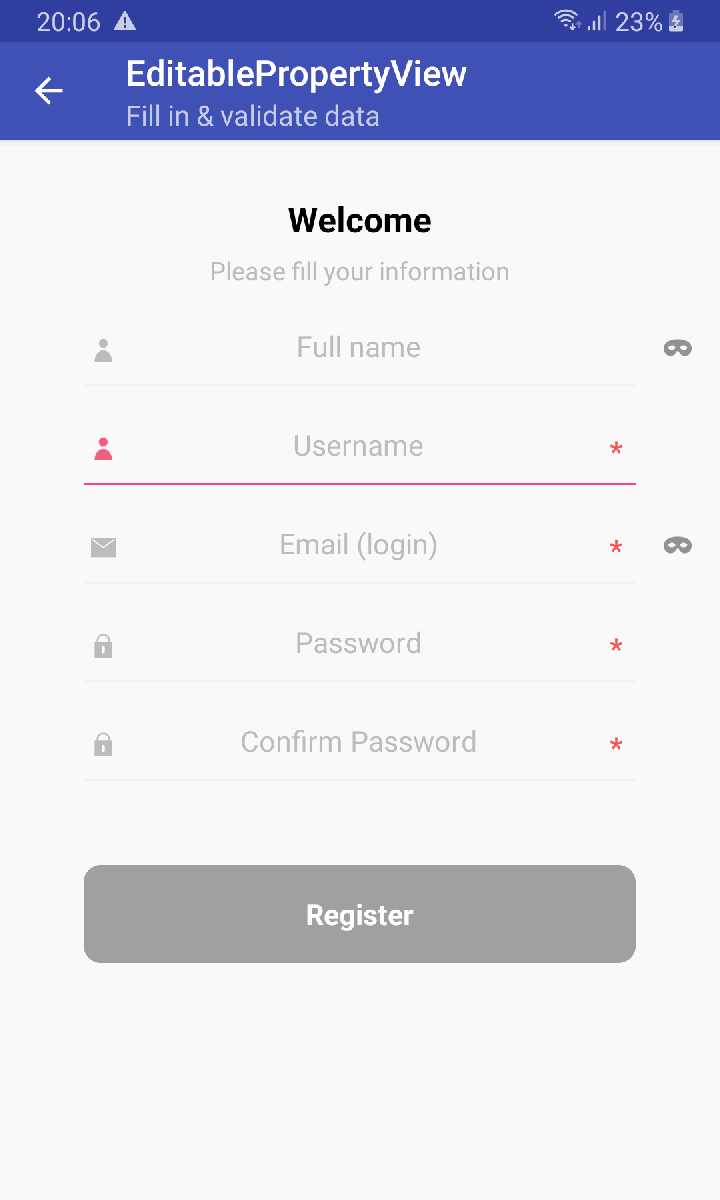 20:06 23%
EditablePropertyView
Fill in & validate data
Welcome
Please fill your information
Full name
Username *
Email (login) *
Password *
Confirm Password *
Register